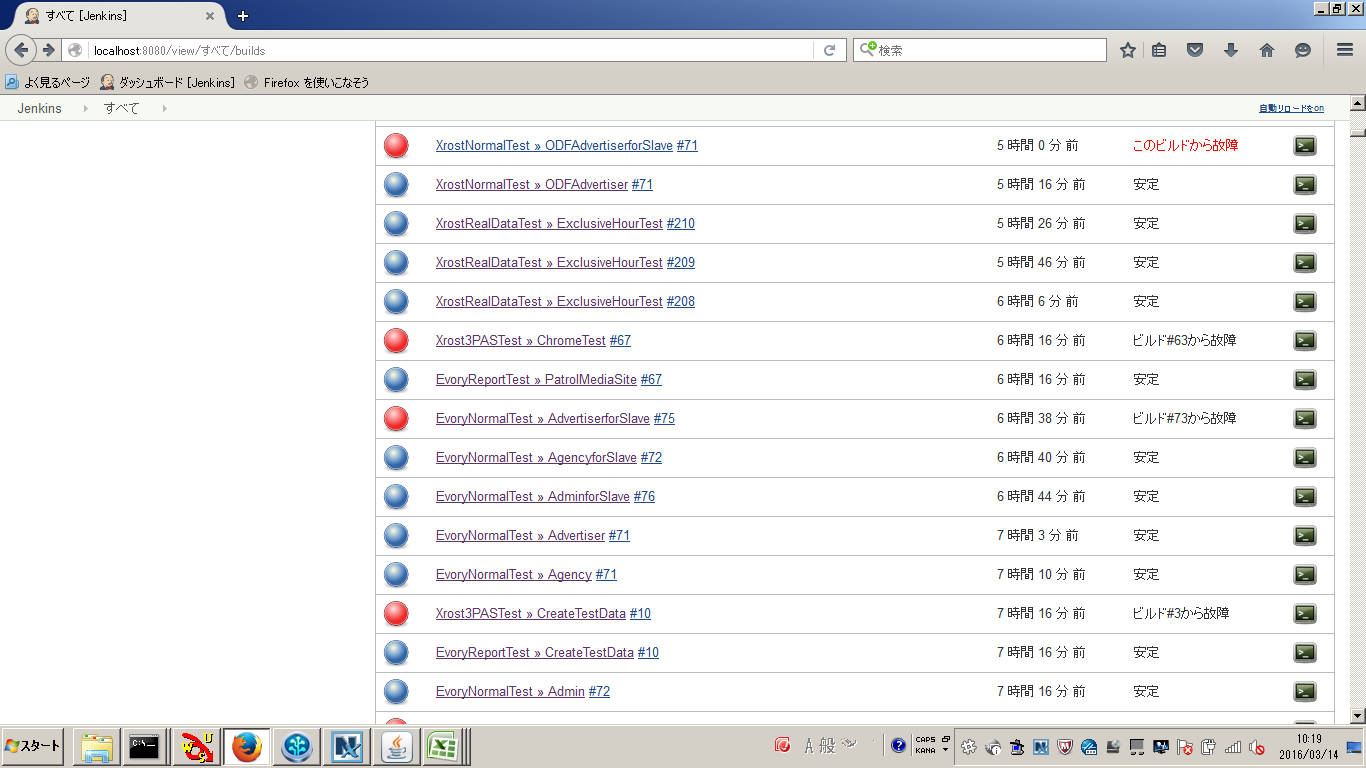 すべて [Jenkins]
localhost:8080/view/すべて/builds
検索
よく見るページ ダッシュボード [Jenkins] Firefox を使いこなそう
Jenkins すべて 自動リロードをon
XrostNormalTest » ODFAdvertiserforSlave #71 5 時間 0 分 前 このビルドから故障
XrostNormalTest » ODFAdvertiser #71 5 時間 16 分 前 安定
XrostRealDataTest » ExclusiveHourTest #210 5 時間 26 分 前 安定
XrostRealDataTest » ExclusiveHourTest #209 5 時間 46 分 前 安定
XrostRealDataTest » ExclusiveHourTest #208 6 時間 6 分 前 安定
Xrost3PASTest » ChromeTest #67 6 時間 16 分 前 ビルド#63から故障
EvoryReportTest » PatrolMediaSite #67 6 時間 16 分 前 安定
EvoryNormalTest » AdvertiserforSlave #75 6 時間 38 分 前 ビルド#73から故障
EvoryNormalTest » AgencyforSlave #72 6 時間 40 分 前 安定
EvoryNormalTest » AdminforSlave #76 6 時間 44 分 前 安定
EvoryNormalTest » Advertiser #71 7 時間 3 分 前 安定
EvoryNormalTest » Agency #71 7 時間 10 分 前 安定
Xrost3PASTest » CreateTestData #10 7 時間 16 分 前 ビルド#3から故障
EvoryReportTest » CreateTestData #10 7 時間 16 分 前 安定
EvoryNormalTest » Admin #72 7 時間 16 分 前 安定
スタート
A 般
CAPS
KANA
10:19
2016/03/14